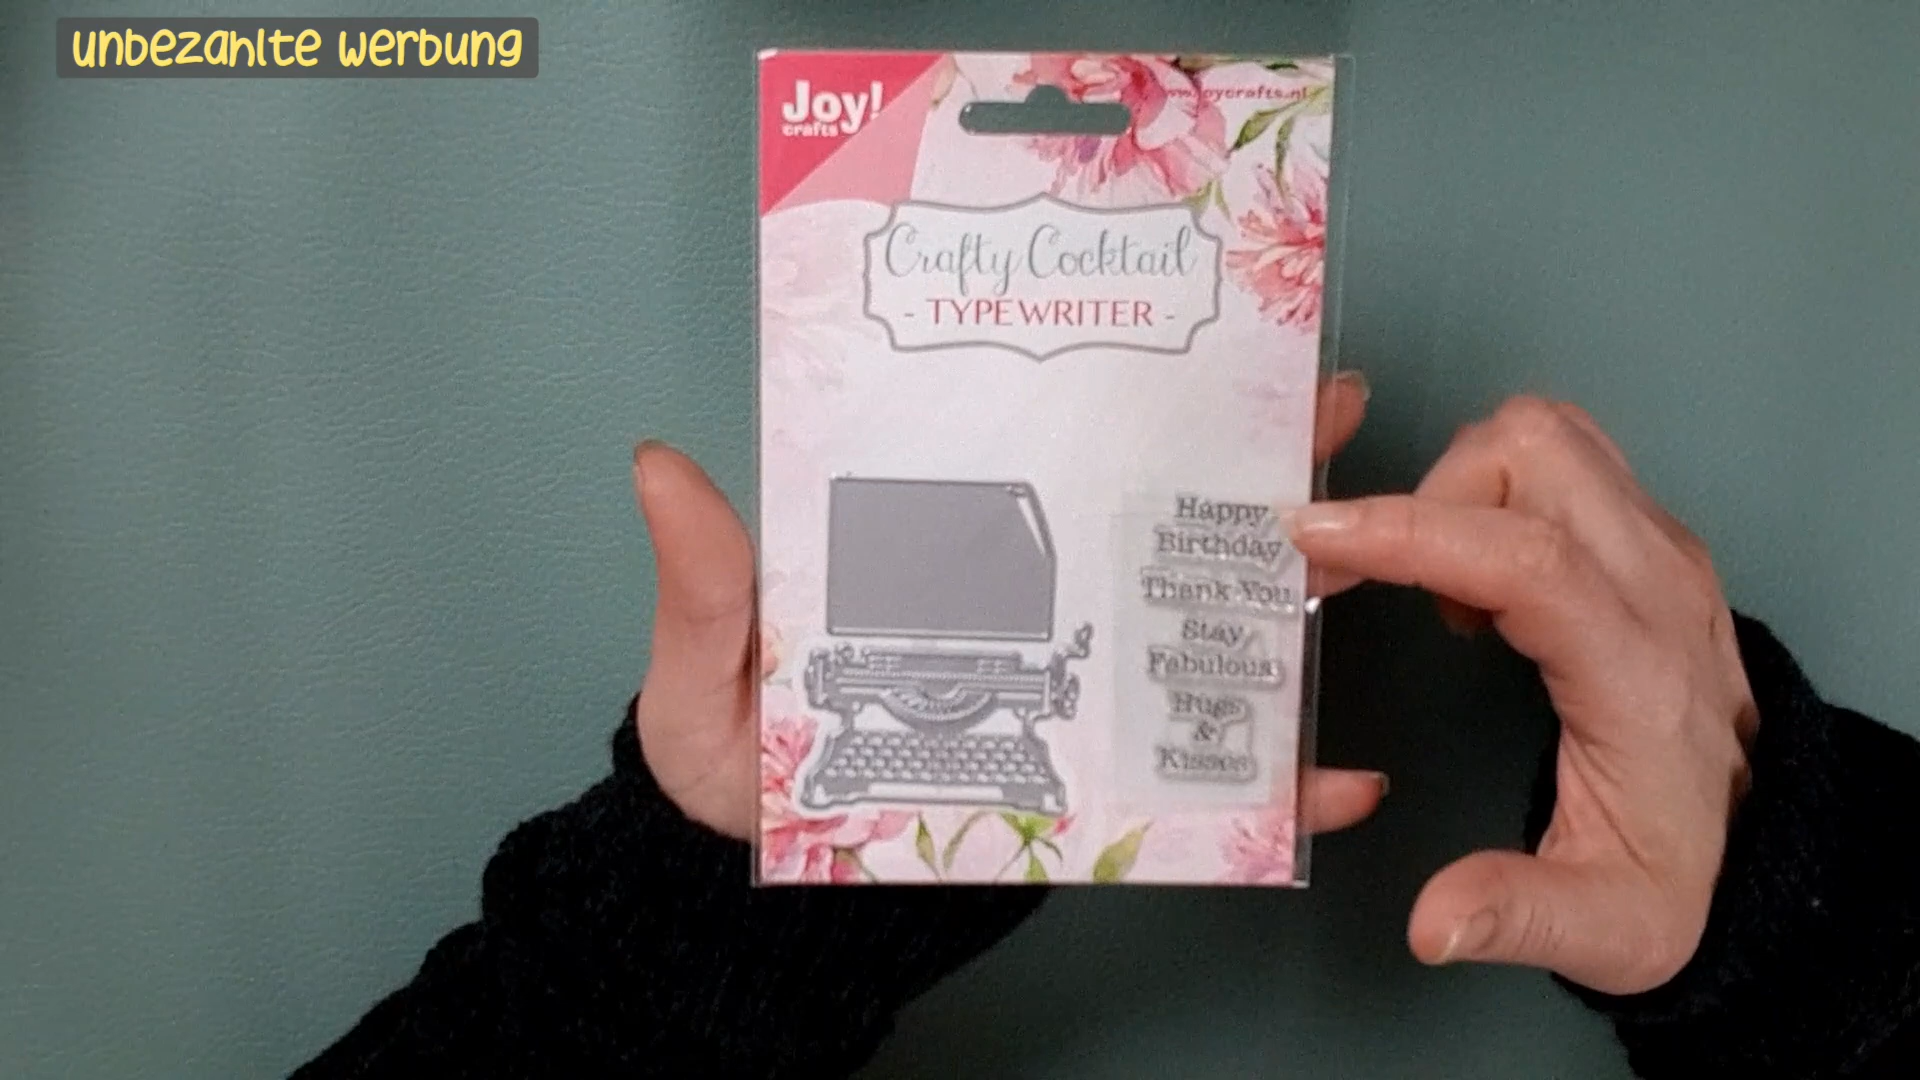 unbezahlte werbung
Joy!
crafts
www.joycrafts.nl
Crafty Cocktail
- TYPEWRITER -
Happy
Birthday
Thank You
Stay
Fabulous
Hugs
&
Kisses